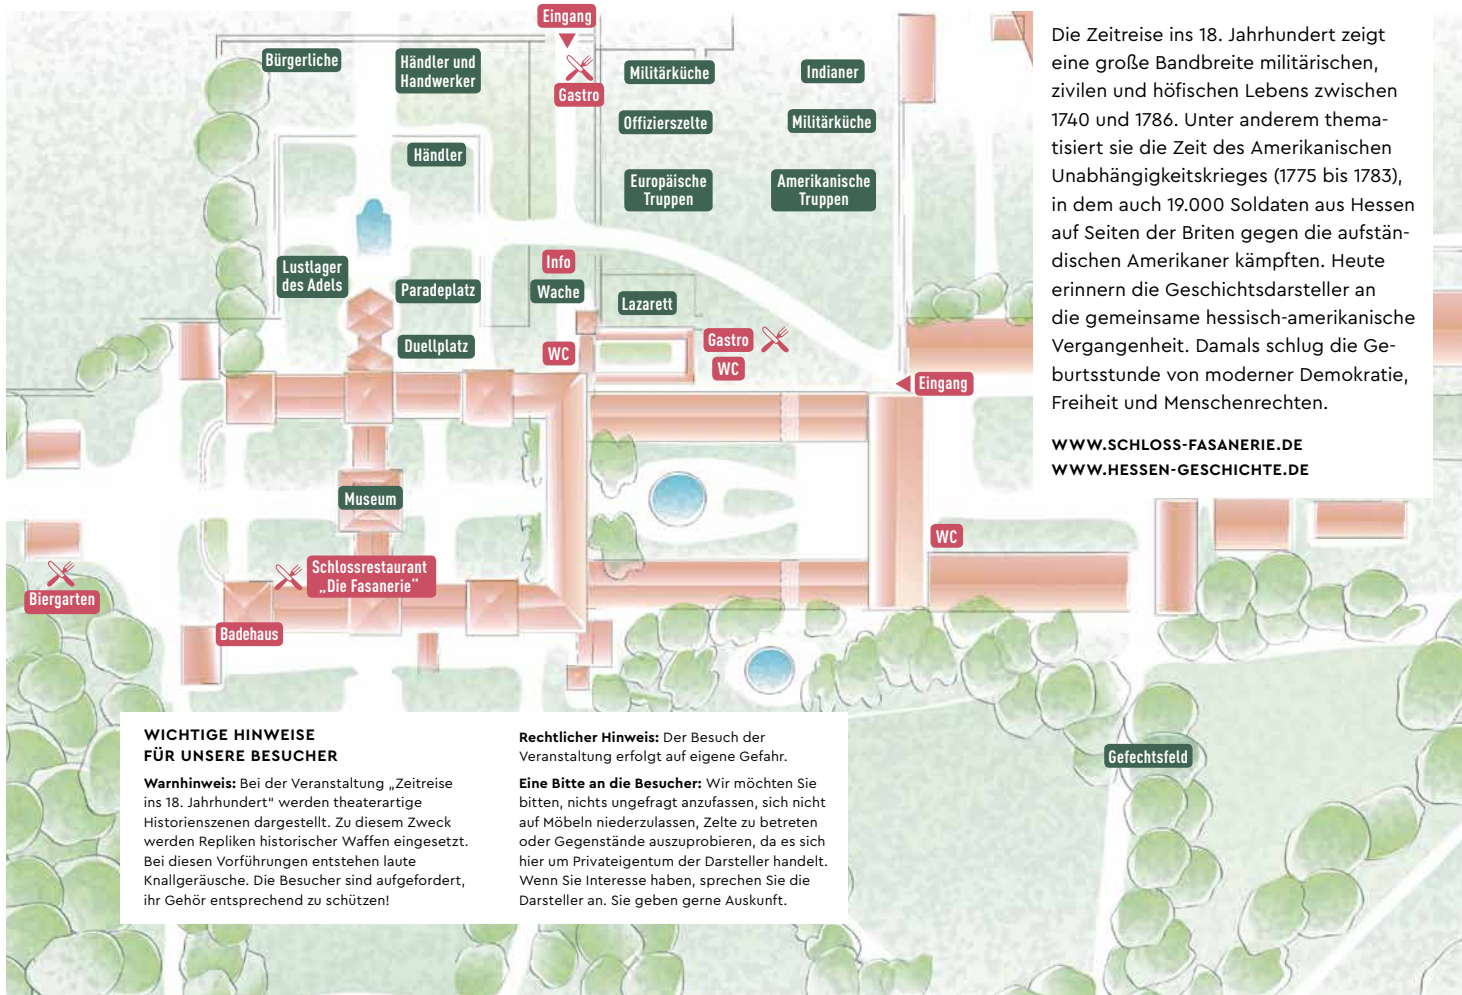 Eingang
Bürgerliche
Händler und
Handwerker
Gastro
Militärküche
Indianer
Offizierszelte
Militärküche
Händler
Europäische
Truppen
Amerikanische
Truppen
Lustlager
des Adels
Paradeplatz
Info
Wache
Lazarett
Duellplatz
WC
Gastro
WC
Eingang
Museum
WC
Schlossrestaurant
„Die Fasanerie“
Biergarten
Badehaus
Gefechtsfeld
Die Zeitreise ins 18. Jahrhundert zeigt
eine große Bandbreite militärischen,
zivilen und höfischen Lebens zwischen
1740 und 1786. Unter anderem thema-
tisiert sie die Zeit des Amerikanischen
Unabhängigkeitskrieges (1775 bis 1783),
in dem auch 19.000 Soldaten aus Hessen
auf Seiten der Briten gegen die aufstän-
dischen Amerikaner kämpften. Heute
erinnern die Geschichtsdarsteller an
die gemeinsame hessisch-amerikanische
Vergangenheit. Damals schlug die Ge-
burtsstunde von moderner Demokratie,
Freiheit und Menschenrechten.
WWW.SCHLOSS-FASANERIE.DE
WWW.HESSEN-GESCHICHTE.DE
WICHTIGE HINWEISE
FÜR UNSERE BESUCHER
Warnhinweis: Bei der Veranstaltung „Zeitreise
ins 18. Jahrhundert“ werden theaterartige
Historienszenen dargestellt. Zu diesem Zweck
werden Repliken historischer Waffen eingesetzt.
Bei diesen Vorführungen entstehen laute
Knallgeräusche. Die Besucher sind aufgefordert,
ihr Gehör entsprechend zu schützen!
Rechtlicher Hinweis: Der Besuch der
Veranstaltung erfolgt auf eigene Gefahr.
Eine Bitte an die Besucher: Wir möchten Sie
bitten, nichts ungefragt anzufassen, sich nicht
auf Möbeln niederzulassen, Zelte zu betreten
oder Gegenstände auszuprobieren, da es sich
hier um Privateigentum der Darsteller handelt.
Wenn Sie Interesse haben, sprechen Sie die
Darsteller an. Sie geben gerne Auskunft.